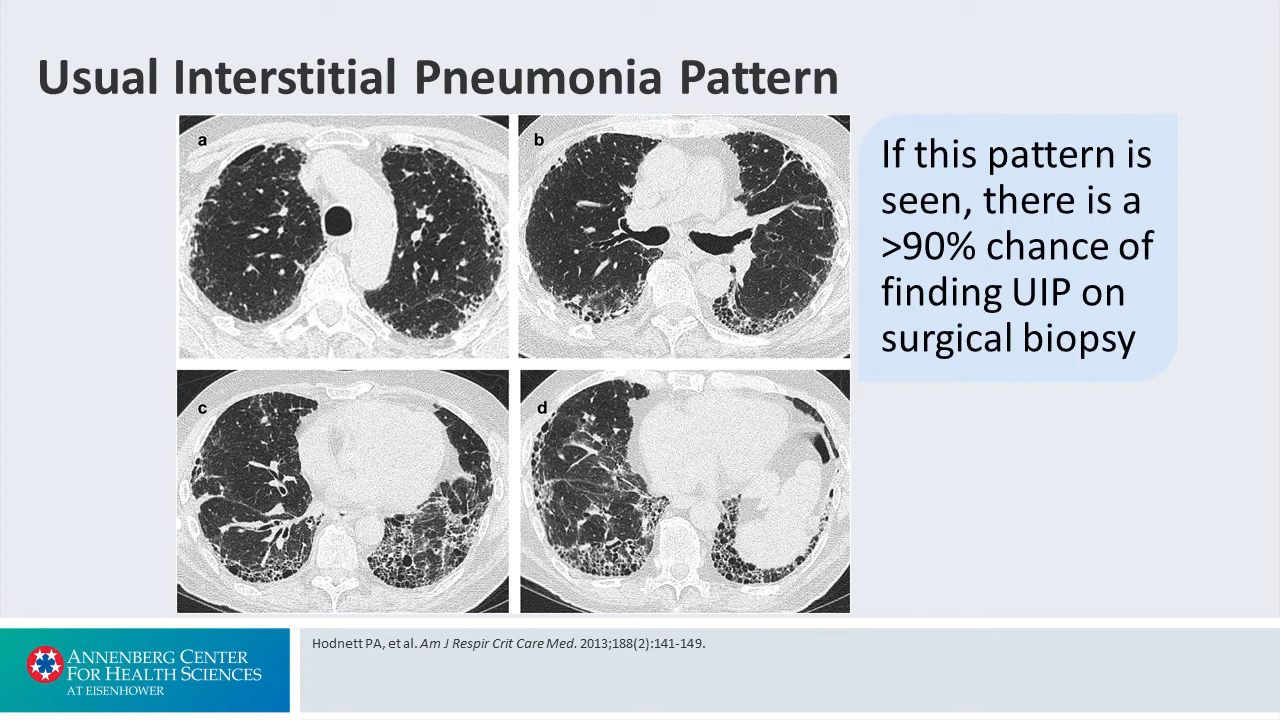 Usual Interstitial Pneumonia Pattern
a
b
c
d
If this pattern is
seen, there is a
>90% chance of
finding UIP on
surgical biopsy
ANNENBERG CENTER
FOR HEALTH SCIENCES
AT EISENHOWER
Hodnett PA, et al. Am J Respir Crit Care Med. 2013;188(2):141-149.